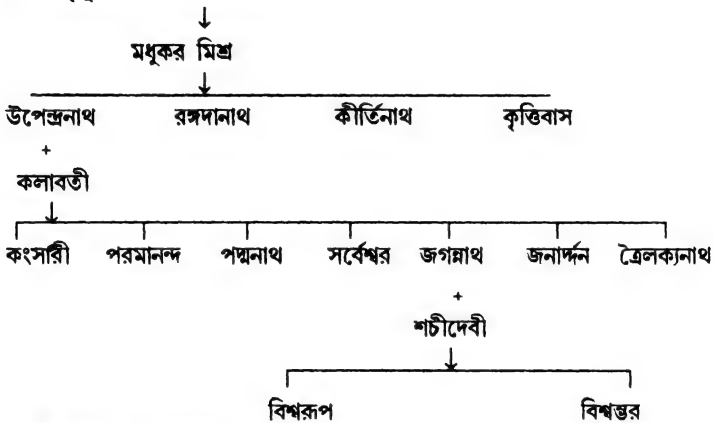 মধুকর মিশ্র
উপেন্দ্রনাথ রঙ্গদানাথ কীর্তিনাথ কৃত্তিবাস
+
কলাবতী
কংসারী পরমানন্দ পদ্মনাথ সর্বেশ্বর জগন্নাথ জনার্দ্দন ত্রৈলক্যনাথ
+
শচীদেবী
বিশ্বরূপ বিশ্বম্ভর